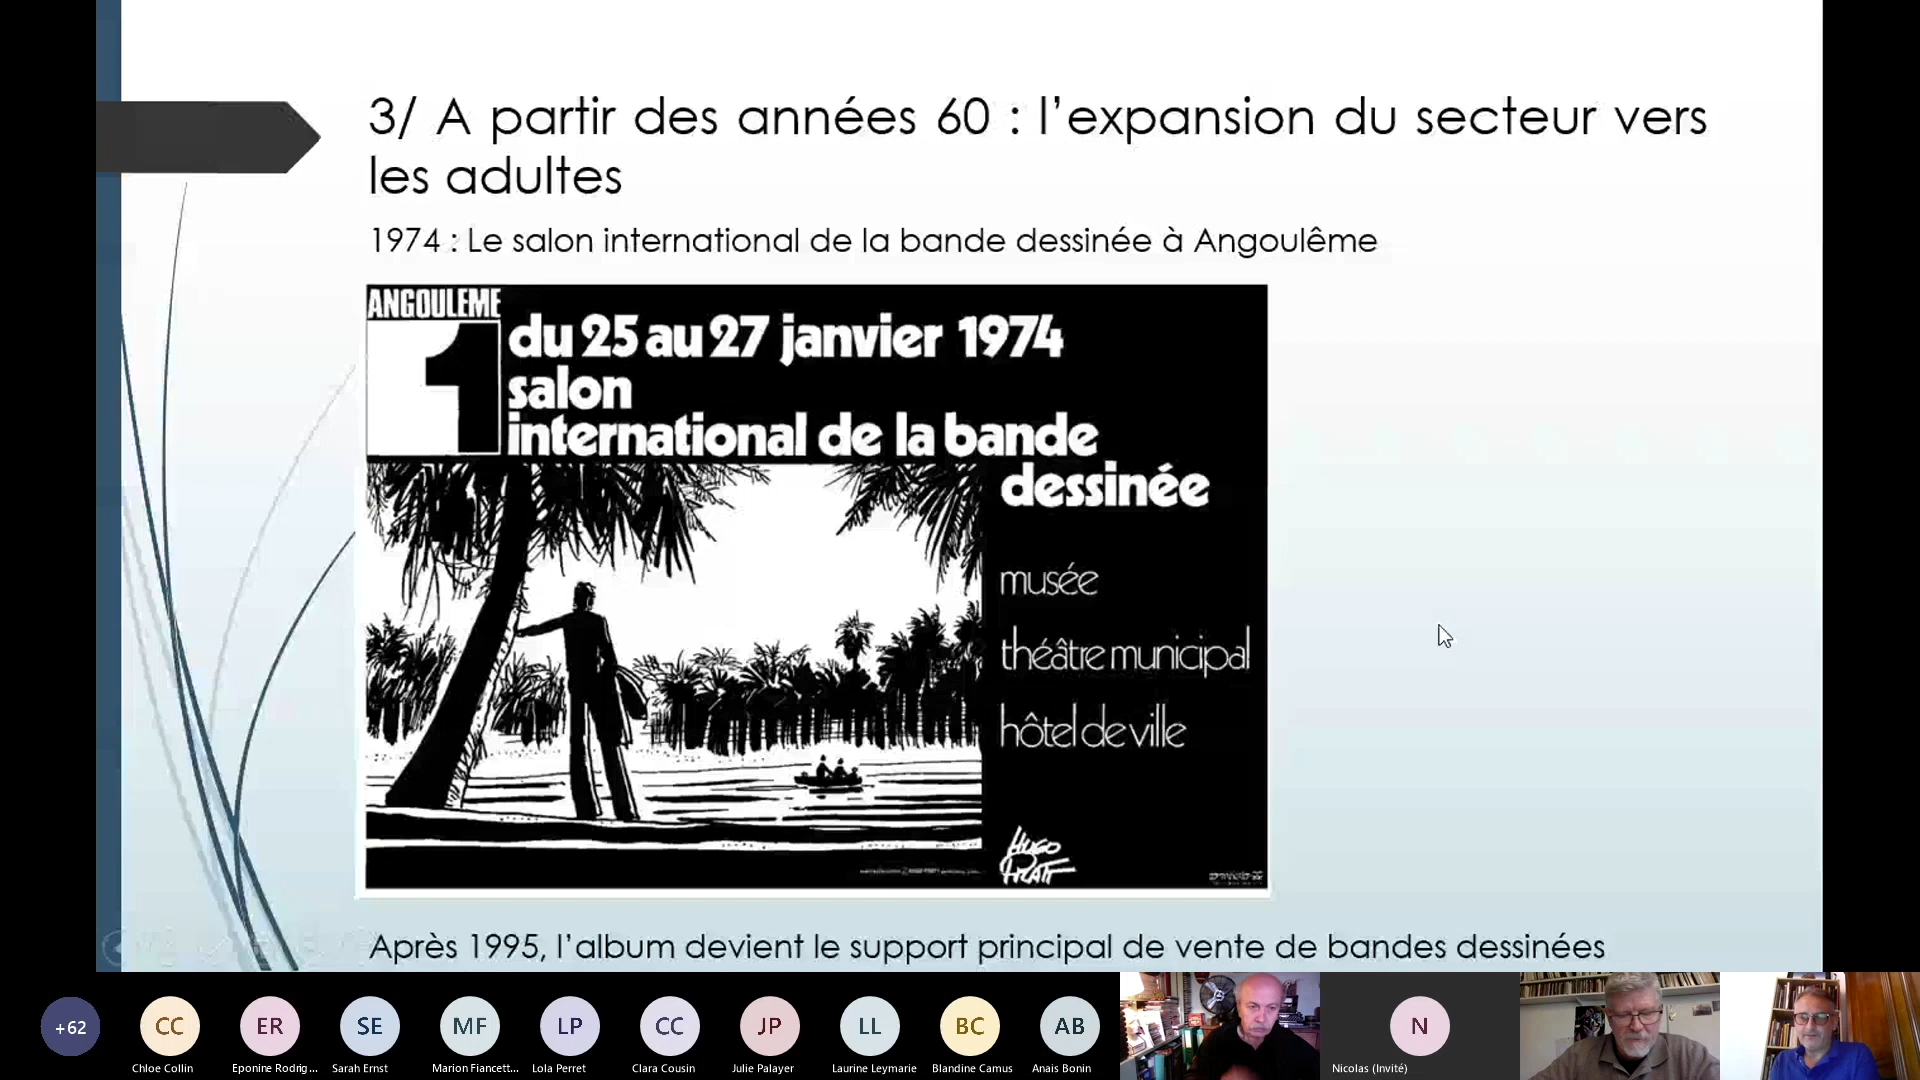 3/ A partir des années 60 : l’expansion du secteur vers
les adultes
1974 : Le salon international de la bande dessinée à Angoulême
ANGOULEME
1
du 25 au 27 janvier 1974
salon
international de la bande
dessinée
musée
théâtre municipal
hôtel de ville
HUGO
PRATT
Après 1995, l’album devient le support principal de vente de bandes dessinées
+62
CC
ER
SE
MF
LP
CC
JP
LL
BC
AB
N
Chloe Collin
Eponine Rodrig...
Sarah Ernst
Marion Fiancett...
Lola Perret
Clara Cousin
Julie Palayer
Laurine Leymarie
Blandine Camus
Anais Bonin
Nicolas (Invité)